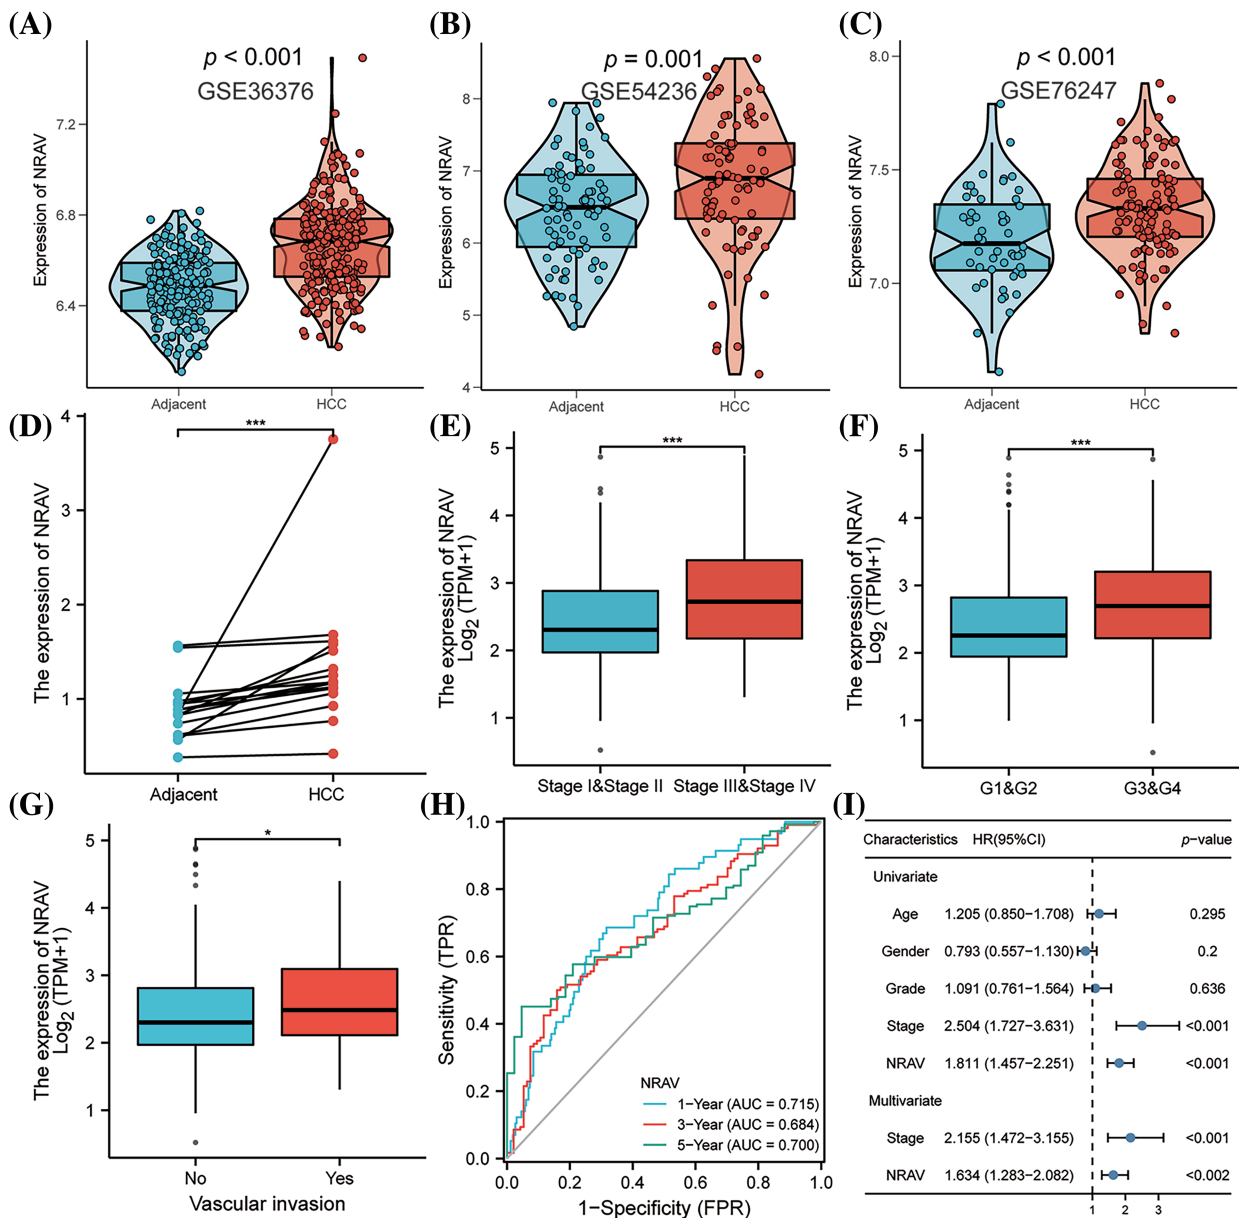 (A)
p < 0.001
GSE36376
Expression of NRAV
7.2
6.8
6.4
Adjacent
HCC
(B)
p = 0.001
GSE54236
Expression of NRAV
8
7
6
5
4
Adjacent
HCC
(C)
p < 0.001
GSE76247
Expression of NRAV
8.0
7.5
7.0
Adjacent
HCC
(D)
***
The expression of NRAV
4
3
2
1
Adjacent
HCC
(E)
***
The expression of NRAV
Log2 (TPM+1)
5
4
3
2
1
Stage I&Stage II
Stage III&Stage IV
(F)
***
The expression of NRAV
Log2 (TPM+1)
5
4
3
2
1
G1&G2
G3&G4
(G)
*
The expression of NRAV
Log2 (TPM+1)
5
4
3
2
1
No
Yes
Vascular invasion
(H)
Sensitivity (TPR)
1.0
0.8
0.6
0.4
0.2
0.0
NRAV
1−Year (AUC = 0.715)
3−Year (AUC = 0.684)
5−Year (AUC = 0.700)
0.0 0.2 0.4 0.6 0.8 1.0
1-Specificity (FPR)
(I)
Characteristics HR(95%CI) p−value
Univariate
Age 1.205 (0.850−1.708) 0.295
Gender 0.793 (0.557−1.130) 0.2
Grade 1.091 (0.761−1.564) 0.636
Stage 2.504 (1.727−3.631) <0.001
NRAV 1.811 (1.457−2.251) <0.001
Multivariate
Stage 2.155 (1.472−3.155) <0.001
NRAV 1.634 (1.283−2.082) <0.002
1 2 3